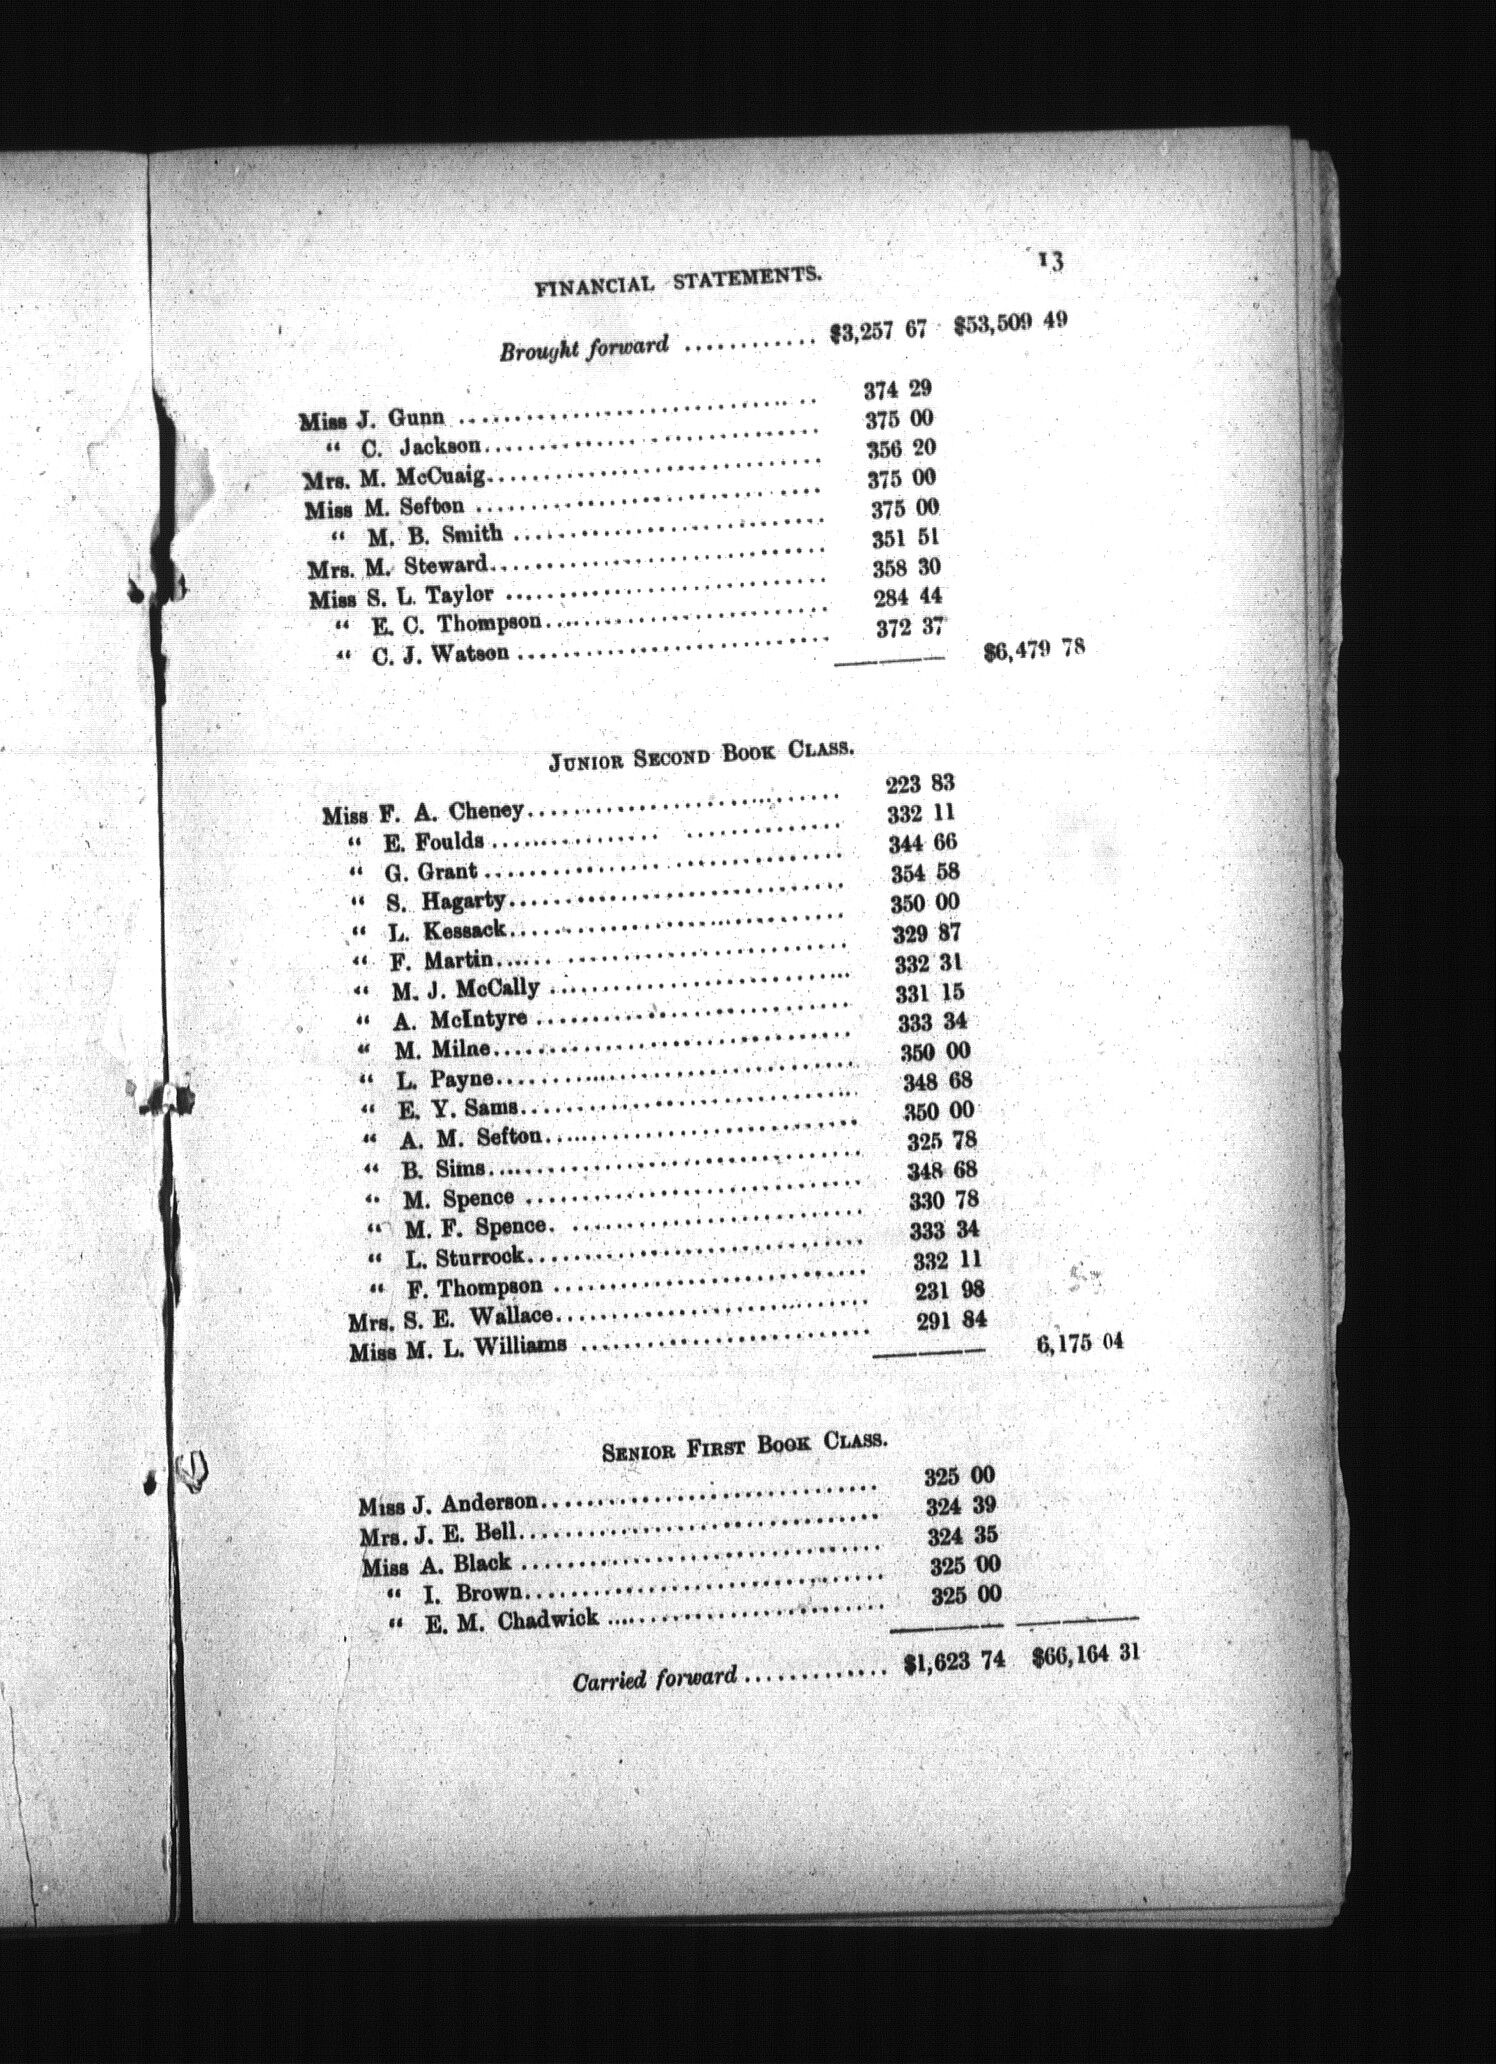 FINANCIAL STATEMENTS. 13
Brought forward ............ $3,257 67 $53,509 49
Miss J. Gunn .............................. 374 29
“ C. Jackson.............................. 375 00
Mrs. M. McCuaig.............................. 356 20
Miss M. Sefton .............................. 375 00
“ M. B. Smith .............................. 375 00
Mrs. M. Steward.............................. 351 51
Miss S. L. Taylor .............................. 358 30
“ E. C. Thompson.............................. 284 44
“ C. J. Watson .............................. 372 37
$6,479 78
JUNIOR SECOND BOOK CLASS.
Miss F. A. Cheney.............................. 223 83
“ E. Foulds .............................. 332 11
“ G. Grant .............................. 344 66
“ S. Hagarty.............................. 354 58
“ L. Kessack.............................. 350 00
“ F. Martin.............................. 329 87
“ M. J. McCally .............................. 332 31
“ A. McIntyre .............................. 331 15
“ M. Milne.............................. 333 34
“ L. Payne.............................. 350 00
“ E. Y. Sams.............................. 348 68
“ A. M. Sefton.............................. 350 00
“ B. Sims.............................. 325 78
“ M. Spence .............................. 348 68
“ M. F. Spence. .............................. 330 78
“ L. Sturrock.............................. 333 34
“ F. Thompson .............................. 332 11
Mrs. S. E. Wallace.............................. 231 98
Miss M. L. Williams .............................. 291 84
6,175 04
SENIOR FIRST BOOK CLASS.
Miss J. Anderson.............................. 325 00
Mrs. J. E. Bell.............................. 324 39
Miss A. Black .............................. 324 35
“ I. Brown.............................. 325 00
“ E. M. Chadwick .............................. 325 00
Carried forward ............. $1,623 74 $66,164 31